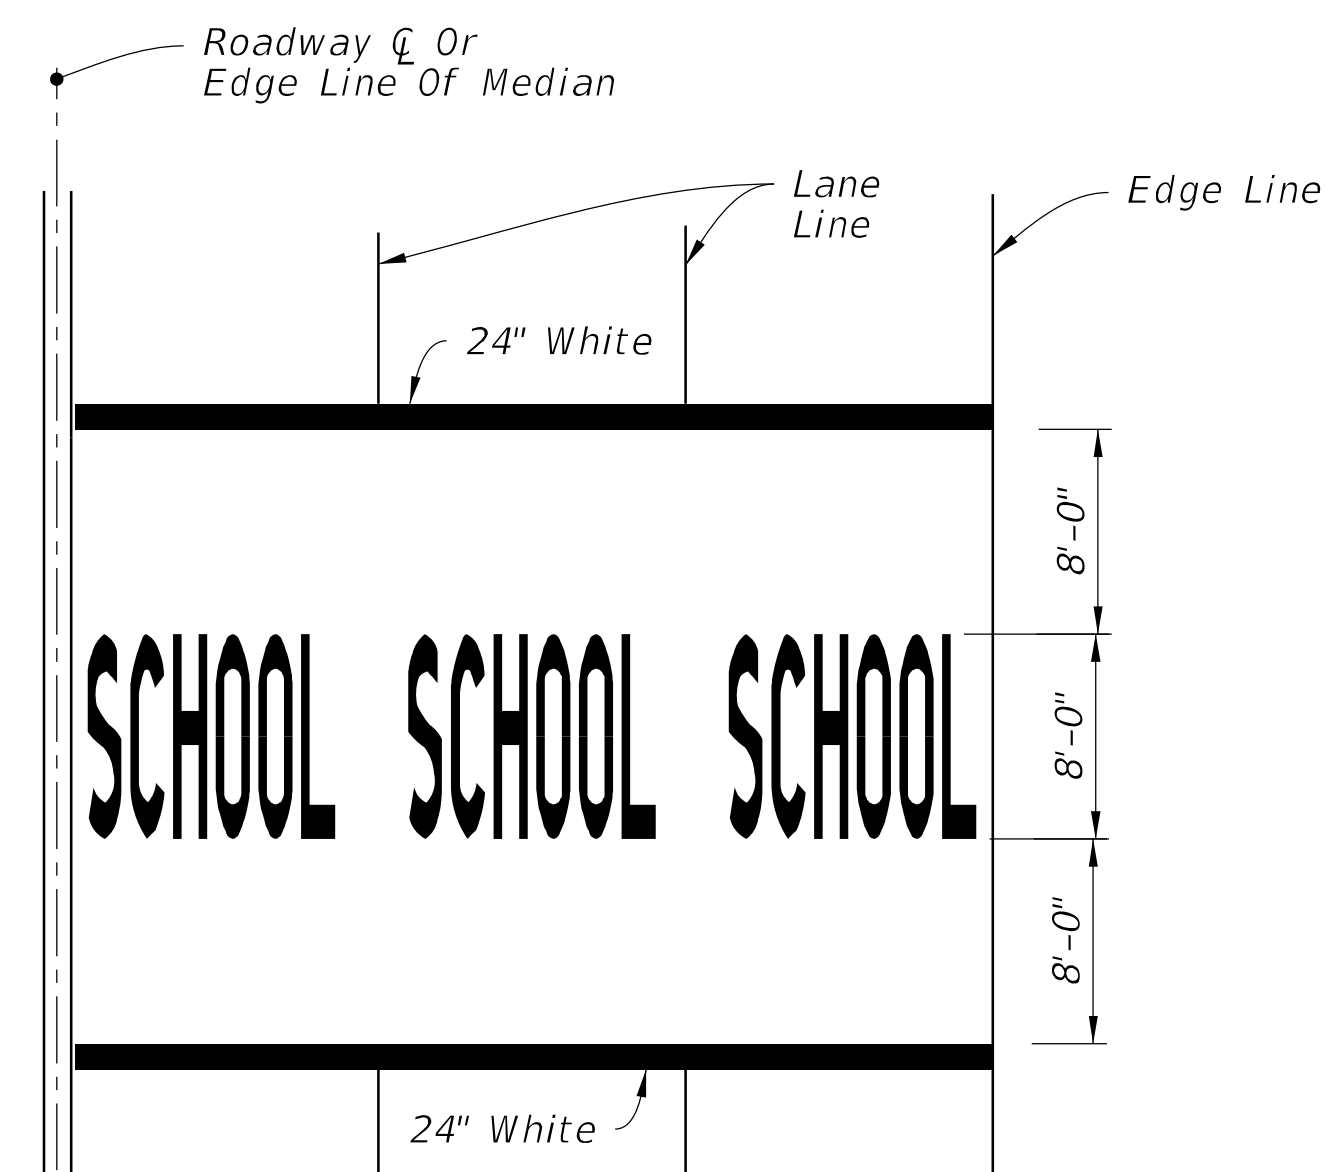 Roadway ℄ Or
Edge Line Of Median
Lane
Line
Edge Line
24" White
8'-0"
SCHOOL SCHOOL SCHOOL
8'-0"
8'-0"
24" White